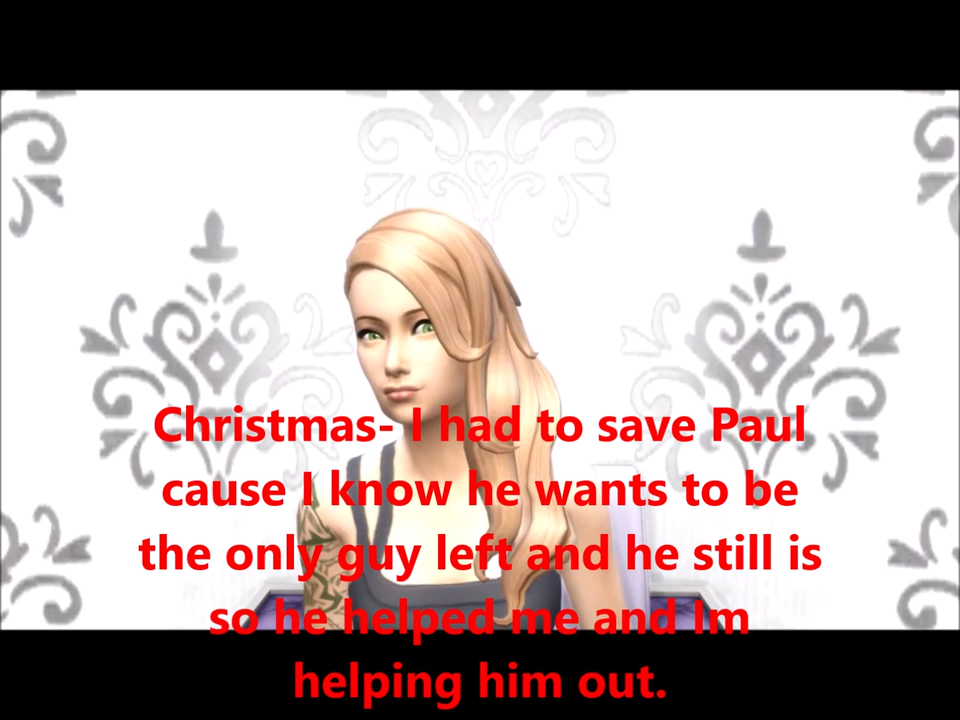 Christmas- I had to save Paul
cause I know he wants to be
the only guy left and he still is
so he helped me and Im
helping him out.